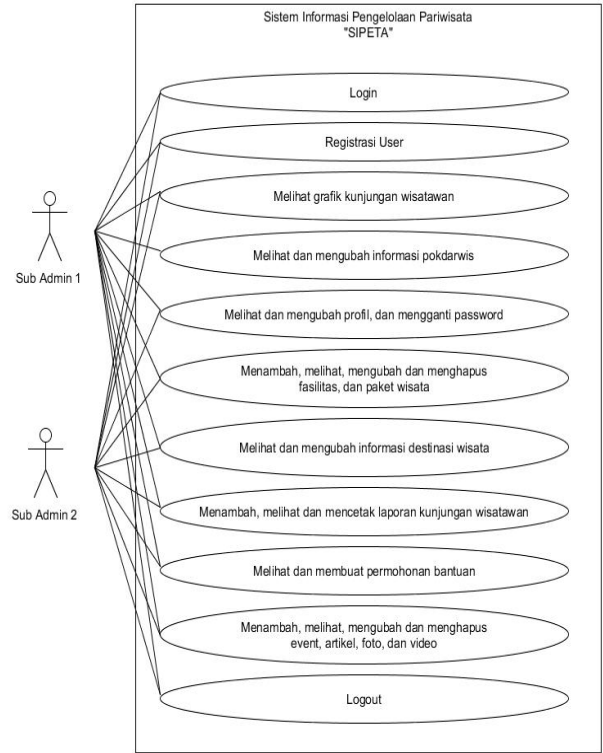 Sistem Informasi Pengelolaan Pariwisata
"SIPETA"
Login
Registrasi User
Melihat grafik kunjungan wisatawan
Melihat dan mengubah informasi pokdarwis
Sub Admin 1
Melihat dan mengubah profil, dan mengganti password
Menambah, melihat, mengubah dan menghapus
fasilitas, dan paket wisata
Melihat dan mengubah informasi destinasi wisata
Sub Admin 2
Menambah, melihat dan mencetak laporan kunjungan wisatawan
Melihat dan membuat permohonan bantuan
Menambah, melihat, mengubah dan menghapus
event, artikel, foto, dan video
Logout